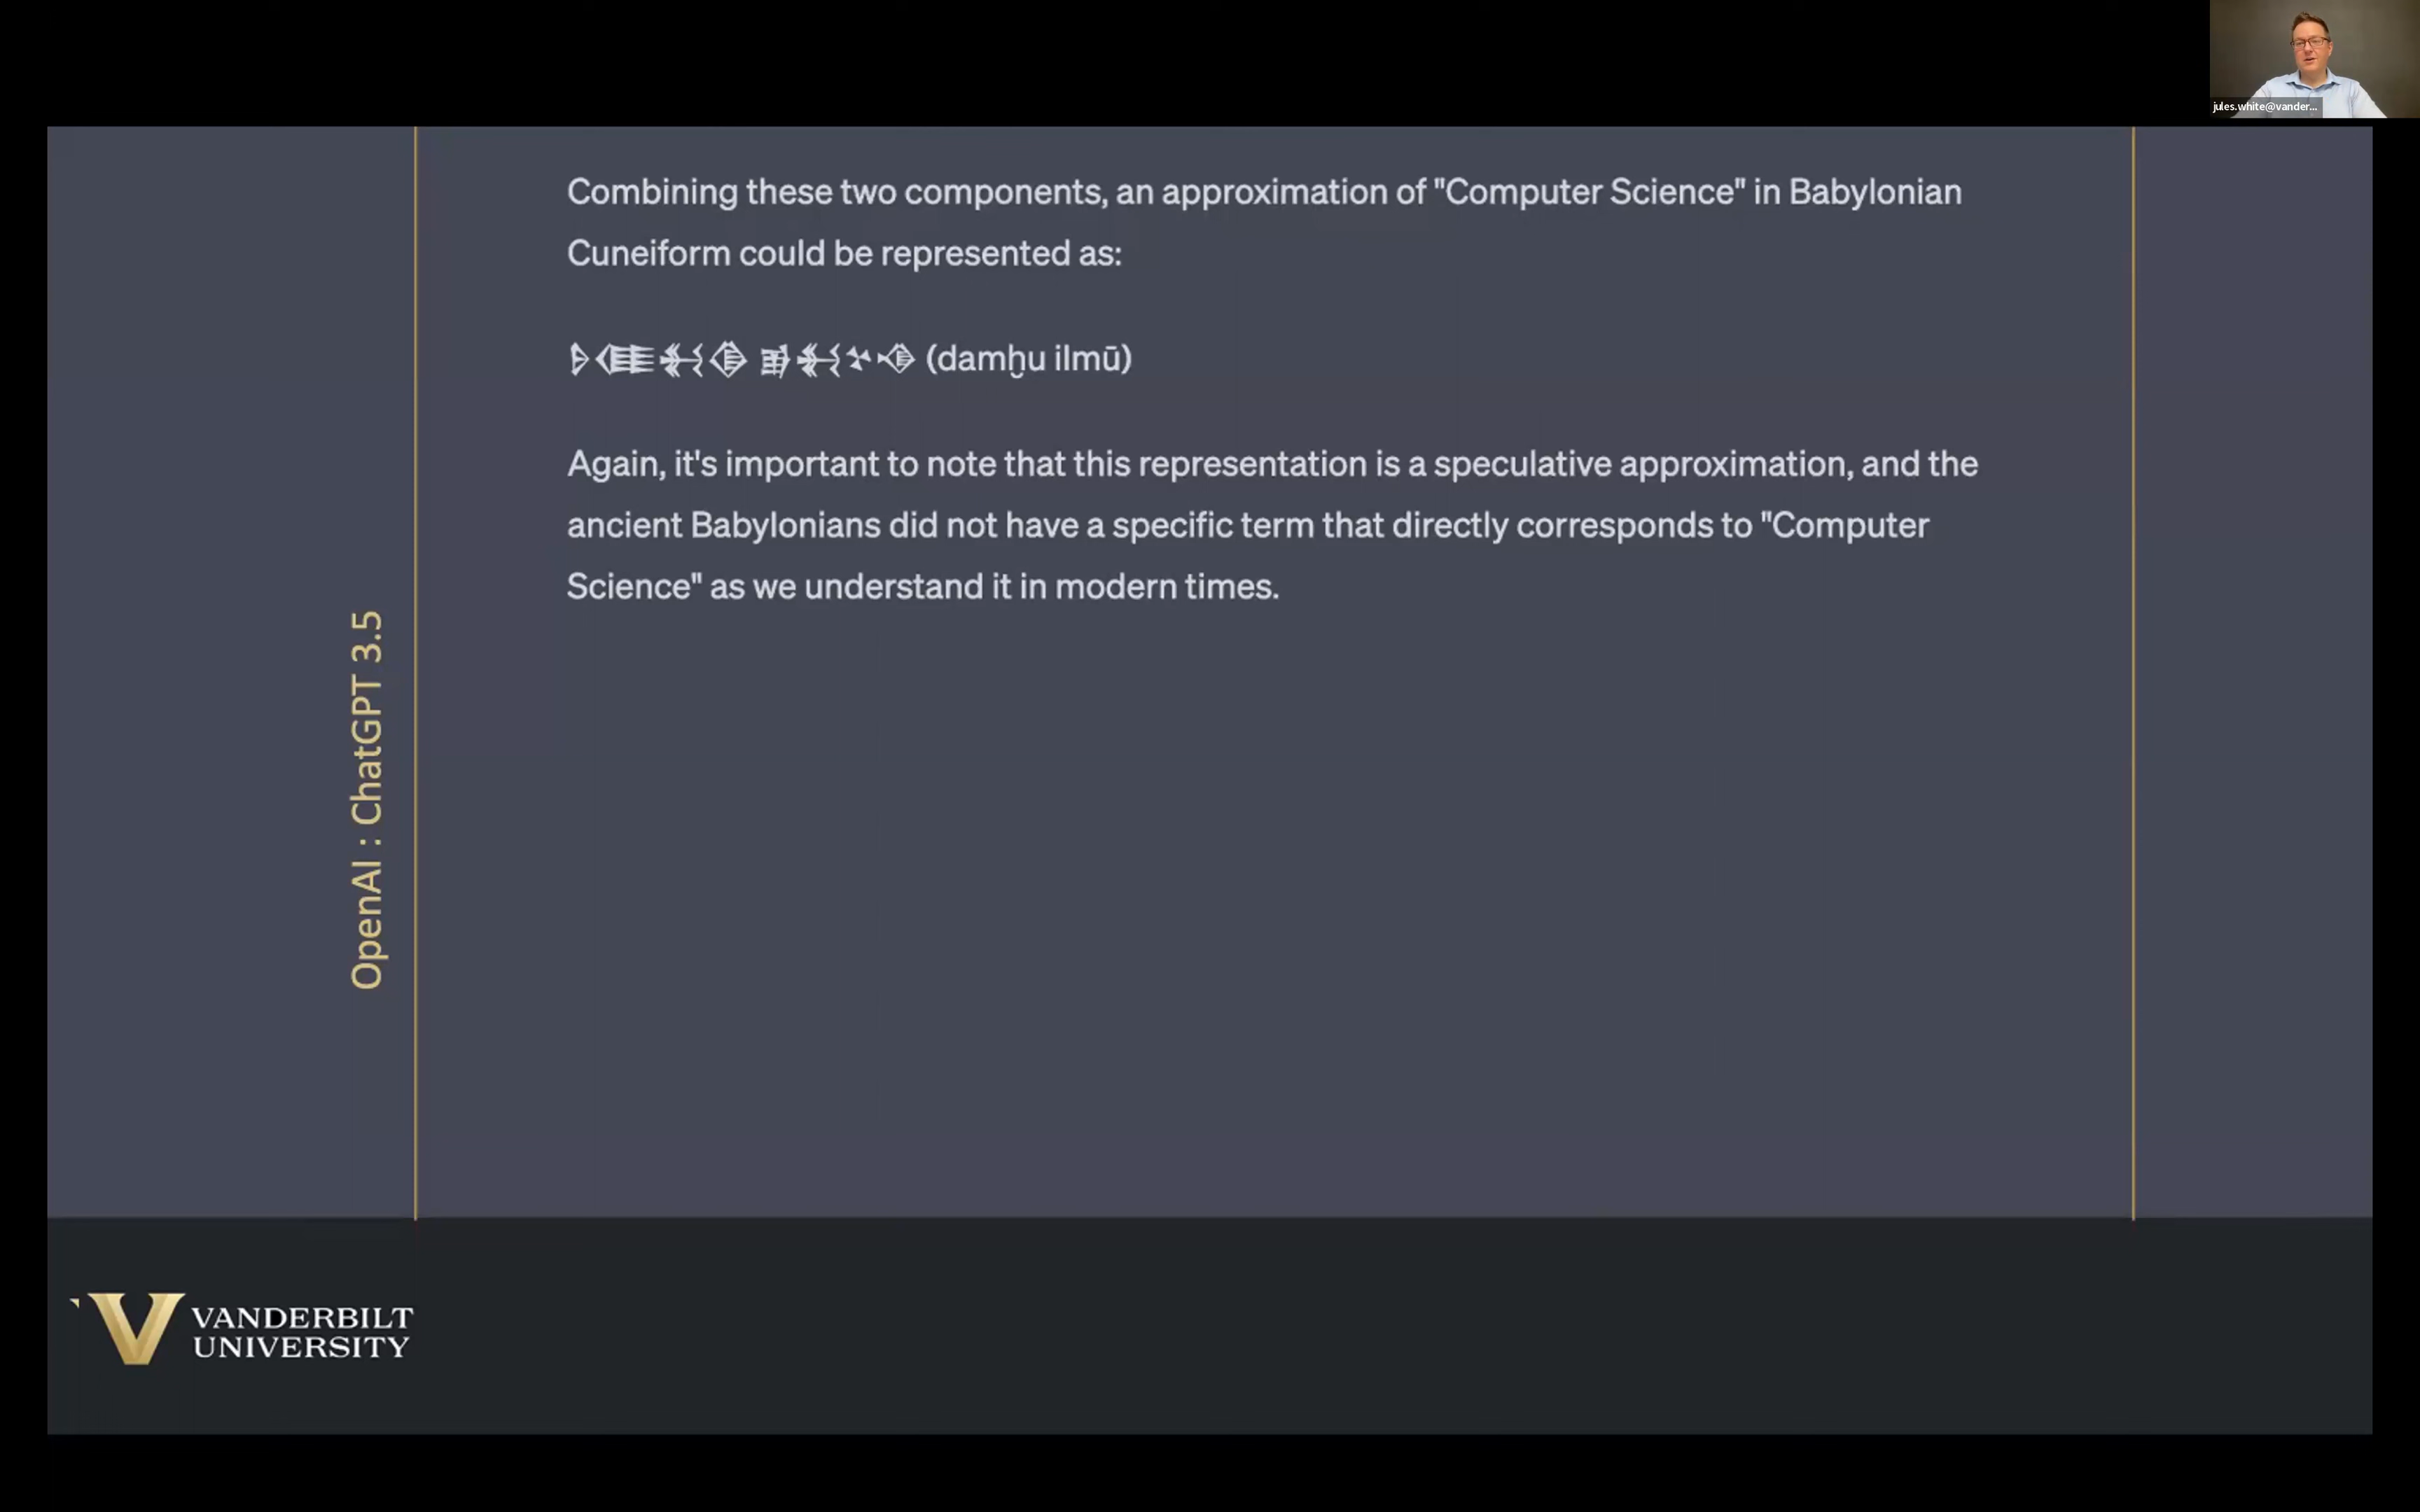 jules.white@vander...
Combining these two components, an approximation of "Computer Science" in Babylonian
Cuneiform could be represented as:
(damḫu ilmū)
Again, it's important to note that this representation is a speculative approximation, and the
ancient Babylonians did not have a specific term that directly corresponds to "Computer
Science" as we understand it in modern times.
OpenAI : ChatGPT 3.5
VANDERBILT
UNIVERSITY